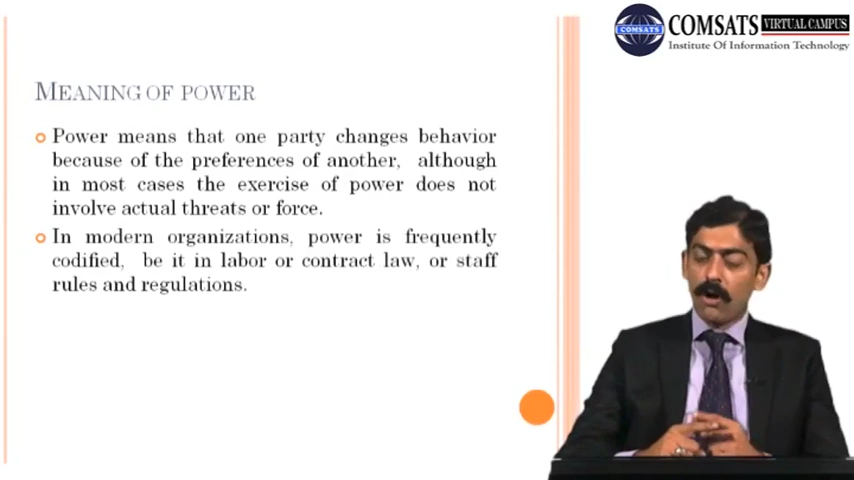 COMSATS VIRTUAL CAMPUS
Institute Of Information Technology
COMSATS
MEANING OF POWER
Power means that one party changes behavior
because of the preferences of another, although
in most cases the exercise of power does not
involve actual threats or force.
In modern organizations, power is frequently
codified, be it in labor or contract law, or staff
rules and regulations.